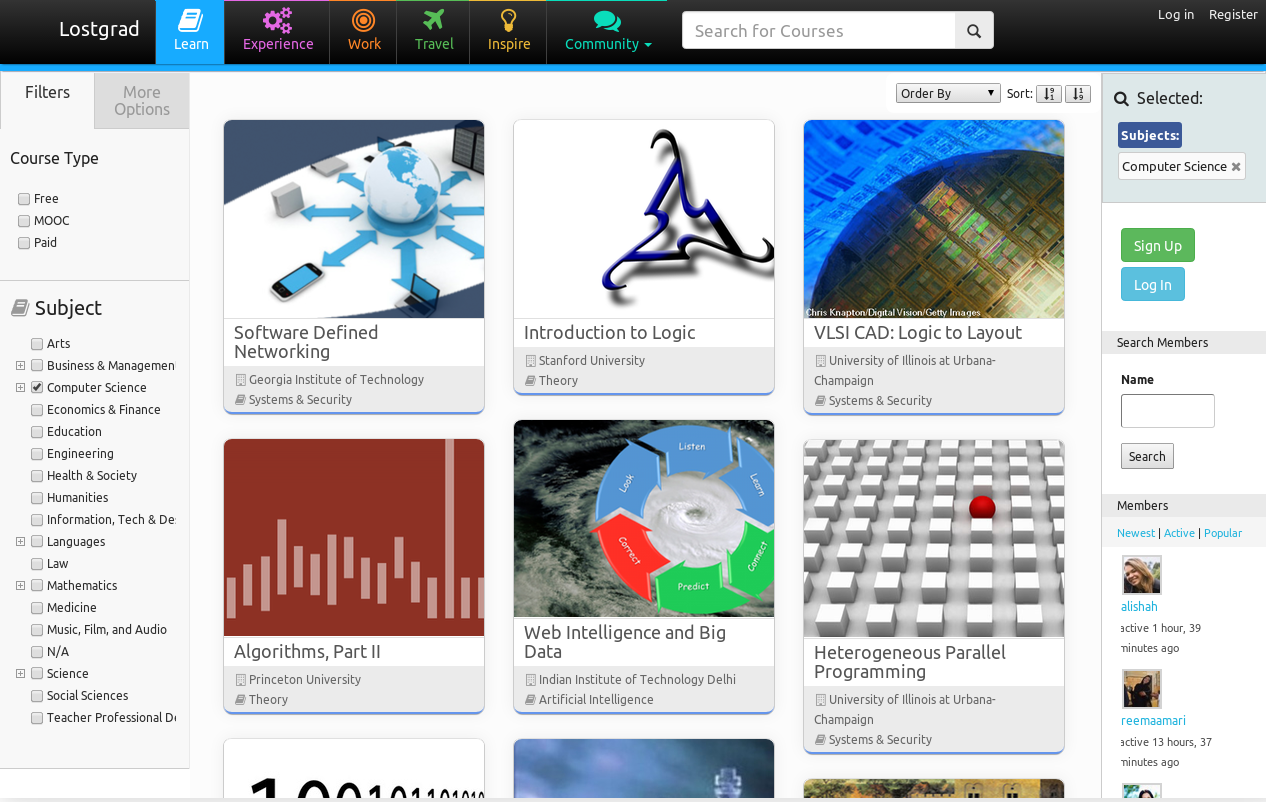 Lostgrad
Learn
Experience
Work
Travel
Inspire
Community
Search for Courses
Log in
Register
Filters
More
Options
Course Type
Free
MOOC
Paid
Subject
Arts
Business & Management
Computer Science
Economics & Finance
Education
Engineering
Health & Society
Humanities
Information, Tech & De
Languages
Law
Mathematics
Medicine
Music, Film, and Audio
N/A
Science
Social Sciences
Teacher Professional De
Order By
Sort:
Software Defined
Networking
Georgia Institute of Technology
Systems & Security
Introduction to Logic
Stanford University
Theory
Chris Knapton/Digital Vision/Getty Images
VLSI CAD: Logic to Layout
University of Illinois at Urbana-
Champaign
Systems & Security
Algorithms, Part II
Princeton University
Theory
Listen
Learn
Connect
Predict
Correct
Look
Web Intelligence and Big
Data
Indian Institute of Technology Delhi
Artificial Intelligence
Heterogeneous Parallel
Programming
University of Illinois at Urbana-
Champaign
Systems & Security
Selected:
Subjects:
Computer Science
Sign Up
Log In
Search Members
Name
Search
Members
Newest | Active | Popular
alishah
active 1 hour, 39
minutes ago
reemaamari
active 13 hours, 37
minutes ago